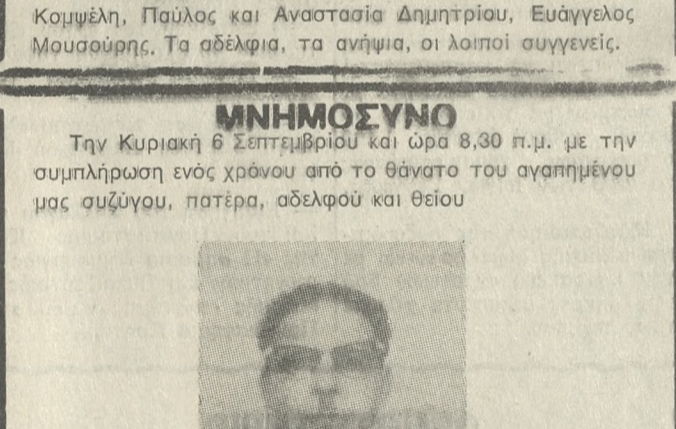 Κομψέλη, Παύλος και Αναστασία Δημητρίου, Ευάγγελος
Μουσούρης. Τα αδέλφια, τα ανήψια, οι λοιποί συγγενείς.
ΜΝΗΜΟΣΥΝΟ
Την Κυριακή 6 Σεπτεμβρίου και ώρα 8,30 π.μ. με την
συμπλήρωση ενός χρόνου από το θάνατο του αγαπημένου
μας συζύγου, πατέρα, αδελφού και θείου